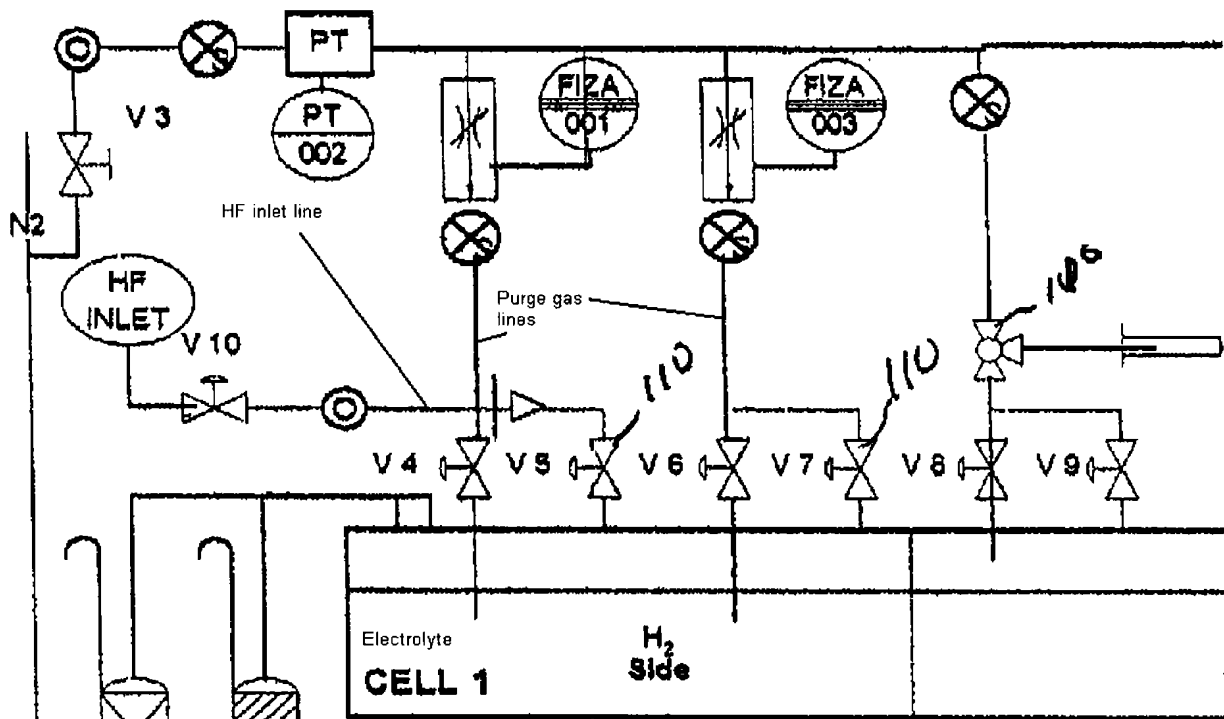 PT
FIZA
001
FIZA
003
V 3
PT
002
N2
HF inlet line
HF
INLET
Purge gas
lines
V 10
110
110
V 4
V 5
V 6
V 7
V 8
V 9
Electrolyte
H₂
Side
CELL 1